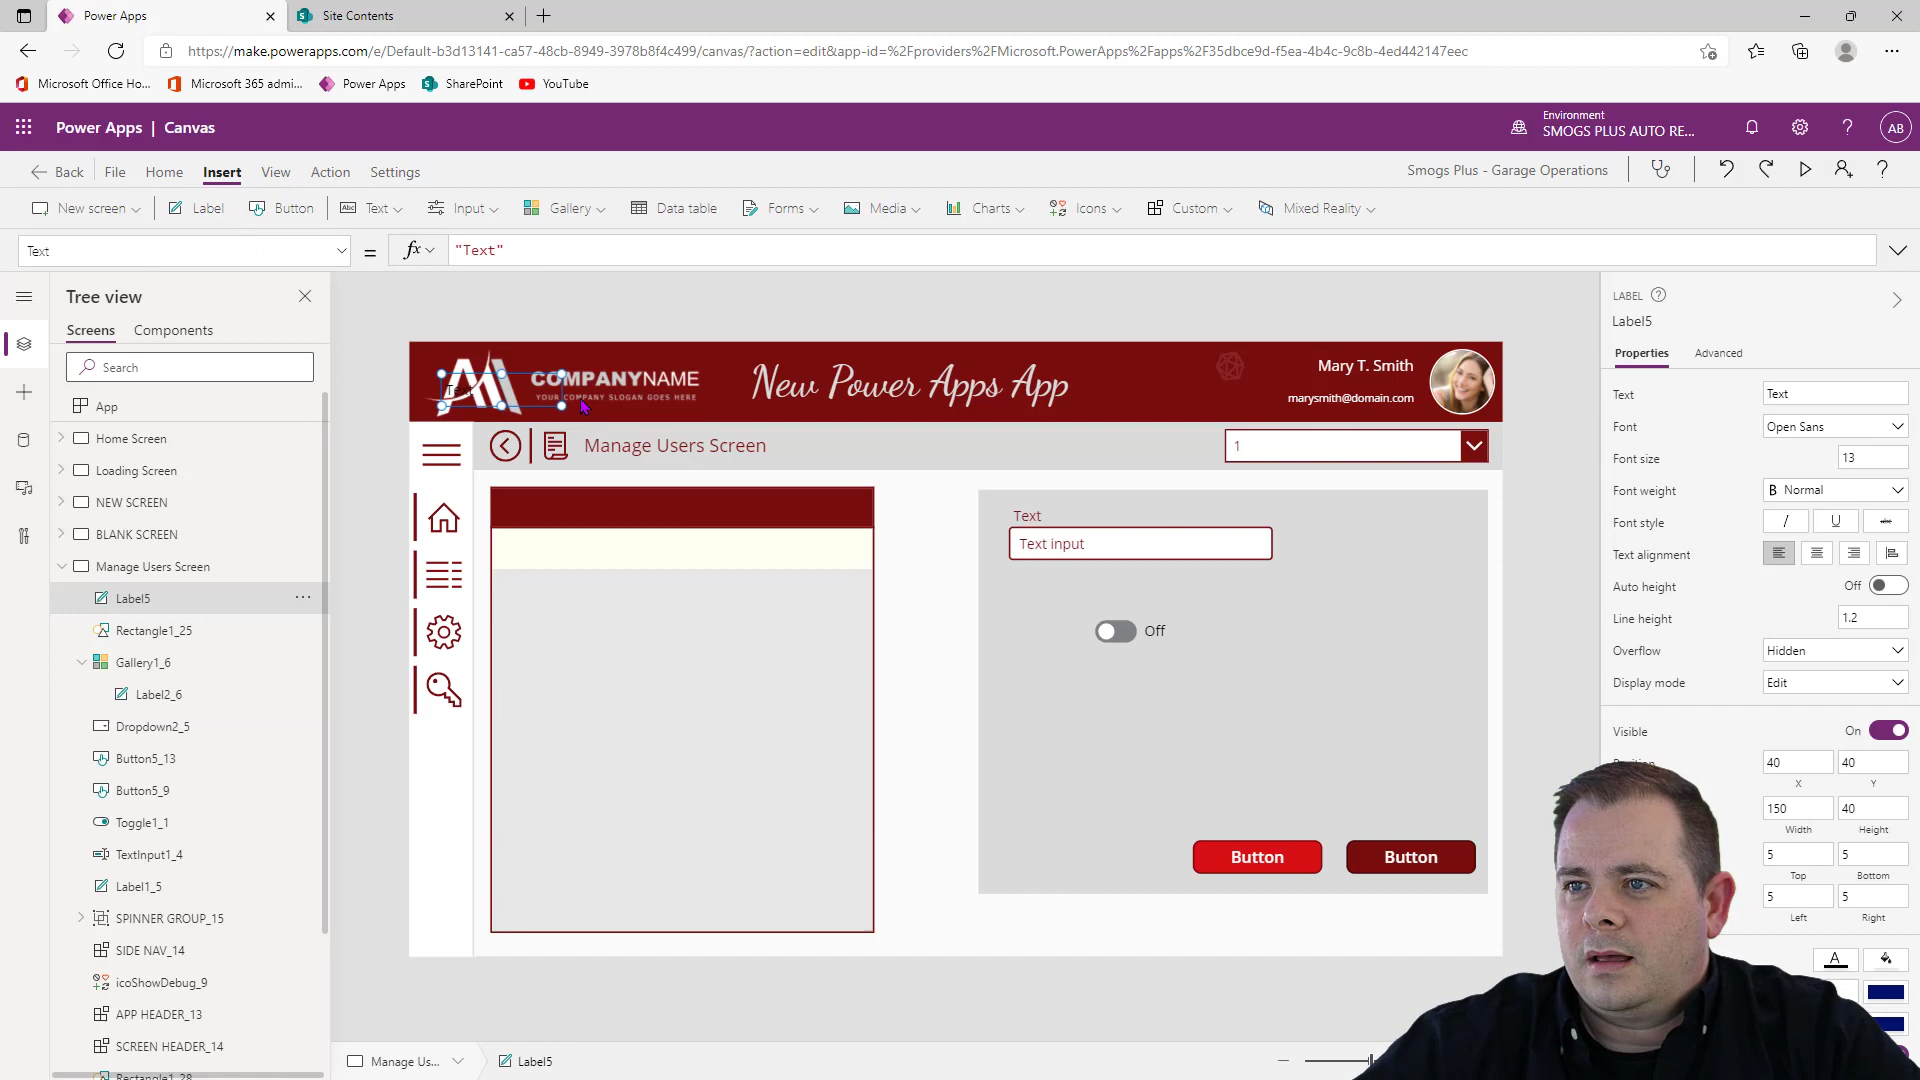 Power Apps
Site Contents
https://make.powerapps.com/e/Default-b3d13141-ca57-48cb-8949-3978b8f4c499/canvas/?action=edit&app-id=%2Fproviders%2FMicrosoft.PowerApps%2Fapps%2F35dbce9d-f5ea-4b4c-9c8b-4ed442147eec
Microsoft Office Ho... Microsoft 365 admi... Power Apps SharePoint YouTube
Power Apps | Canvas
Environment
SMOGS PLUS AUTO RE...
AB
Back File Home Insert View Action Settings
Smogs Plus - Garage Operations
New screen Label Button Text Input Gallery Data table Forms Media Charts Icons Custom Mixed Reality
Text = fx "Text"
Tree view
Screens Components
Search
App
Home Screen
Loading Screen
NEW SCREEN
BLANK SCREEN
Manage Users Screen
Label5
Rectangle1_25
Gallery1_6
Label2_6
Dropdown2_5
Button5_13
Button5_9
Toggle1_1
TextInput1_4
Label1_5
SPINNER GROUP_15
SIDE NAV_14
icoShowDebug_9
APP HEADER_13
SCREEN HEADER_14
Rectangle1_28
Text
COMPANYNAME
YOUR COMPANY SLOGAN GOES HERE
New Power Apps App
Mary T. Smith
marysmith@domain.com
Manage Users Screen
1
Text
Text input
Off
Button Button
Manage Us... Label5
LABEL
Label5
Properties Advanced
Text Text
Font Open Sans
Font size 13
Font weight B Normal
Font style / U abc
Text alignment
Auto height Off
Line height 1.2
Overflow Hidden
Display mode Edit
Visible On
Position 40 40
X Y
150 40
Width Height
5 5
Top Bottom
5 5
Left Right
A